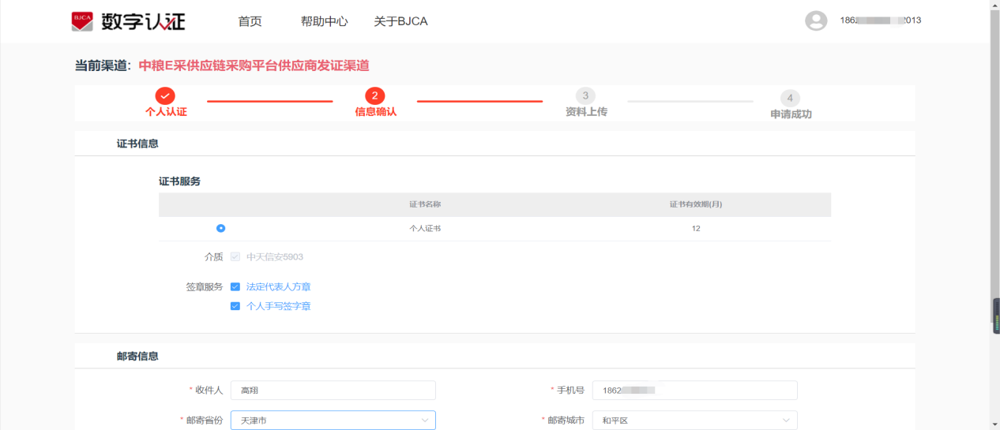 BJCA 数字认证 首页 帮助中心 关于BJCA 186 2013
当前渠道：中粮E采供应链采购平台供应商发证渠道
2 3 4
个人认证 信息确认 资料上传 申请成功
证书信息
证书服务
证书名称 证书有效期(月)
个人证书 12
介质 中天信安5903
签章服务 法定代表人方章
个人手写签字章
邮寄信息
* 收件人 高翔 * 手机号 1862
* 邮寄省份 天津市 * 邮寄城市 和平区